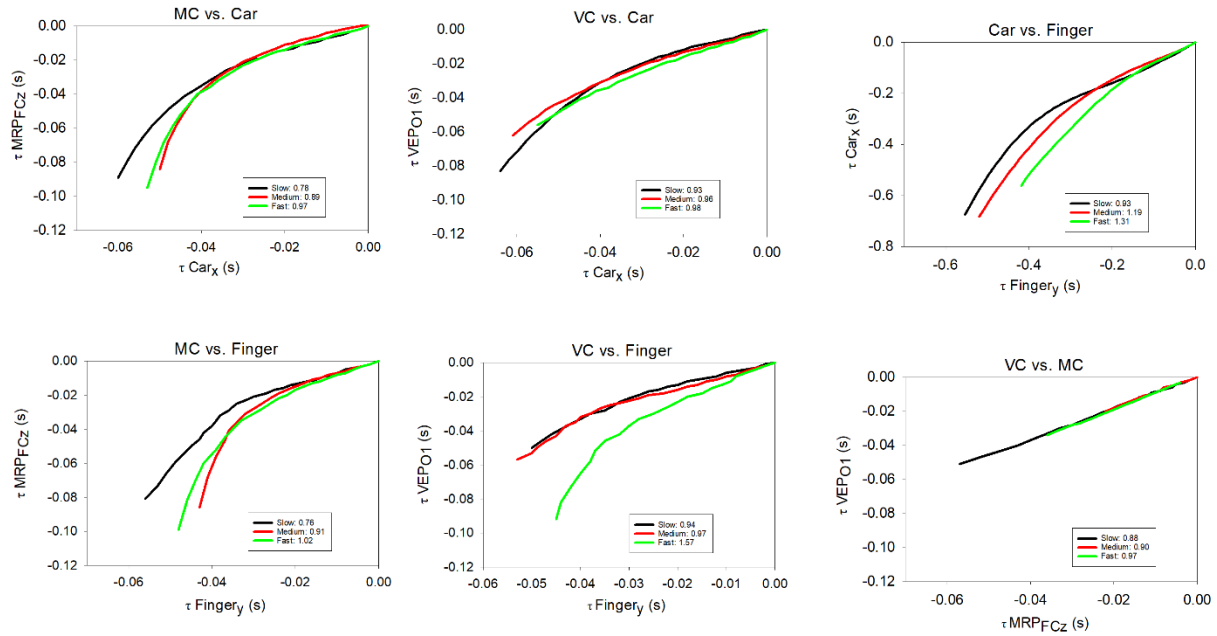 MC vs. Car
0.00
-0.02
-0.04
-0.06
-0.08
-0.10
-0.12
τ MRPFCz (s)
Slow: 0.78
Medium: 0.89
Fast: 0.97
-0.06 -0.04 -0.02 0.00
τ Carx (s)
VC vs. Car
0.00
-0.02
-0.04
-0.06
-0.08
-0.10
-0.12
τ VEPO1 (s)
Slow: 0.93
Medium: 0.96
Fast: 0.98
-0.06 -0.04 -0.02 0.00
τ Carx (s)
Car vs. Finger
0.0
-0.2
-0.4
-0.6
-0.8
τ Carx (s)
Slow: 0.93
Medium: 1.19
Fast: 1.31
-0.6 -0.4 -0.2 0.0
τ Fingery (s)
MC vs. Finger
0.00
-0.02
-0.04
-0.06
-0.08
-0.10
-0.12
τ MRPFCz (s)
Slow: 0.76
Medium: 0.91
Fast: 1.02
-0.06 -0.04 -0.02 0.00
τ Fingery (s)
VC vs. Finger
0.00
-0.02
-0.04
-0.06
-0.08
-0.10
-0.12
τ VEPO1 (s)
Slow: 0.94
Medium: 0.97
Fast: 1.57
-0.06 -0.05 -0.04 -0.03 -0.02 -0.01 0.00
τ Fingery (s)
VC vs. MC
0.00
-0.02
-0.04
-0.06
-0.08
-0.10
-0.12
τ VEPO1 (s)
Slow: 0.88
Medium: 0.90
Fast: 0.97
-0.06 -0.04 -0.02 0.00
τ MRPFCz (s)